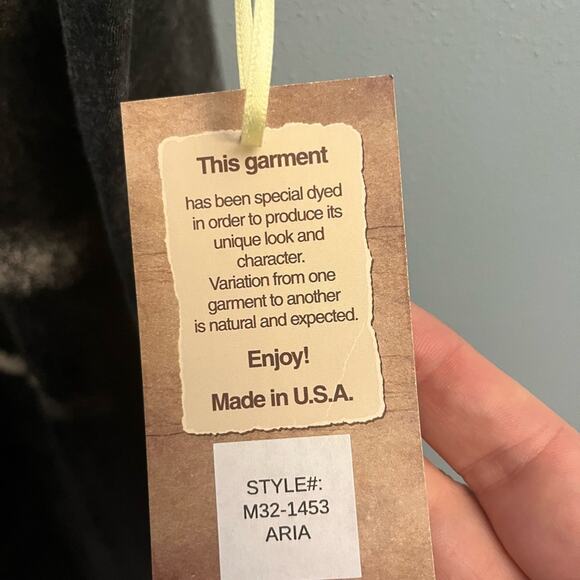 This garment
has been special dyed
in order to produce its
unique look and
character.
Variation from one
garment to another
is natural and expected.
Enjoy!
Made in U.S.A.
STYLE#:
M32-1453
ARIA